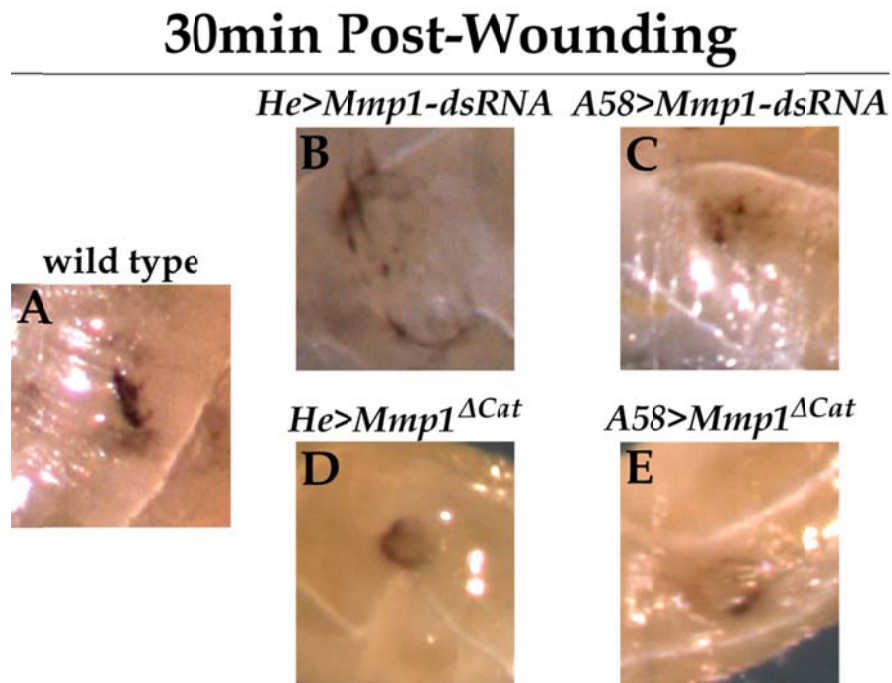 30min Post-Wounding
He>Mmp1-dsRNA A58>Mmp1-dsRNA
B C
wild type
A
He>Mmp1ΔCat A58>Mmp1ΔCat
D E